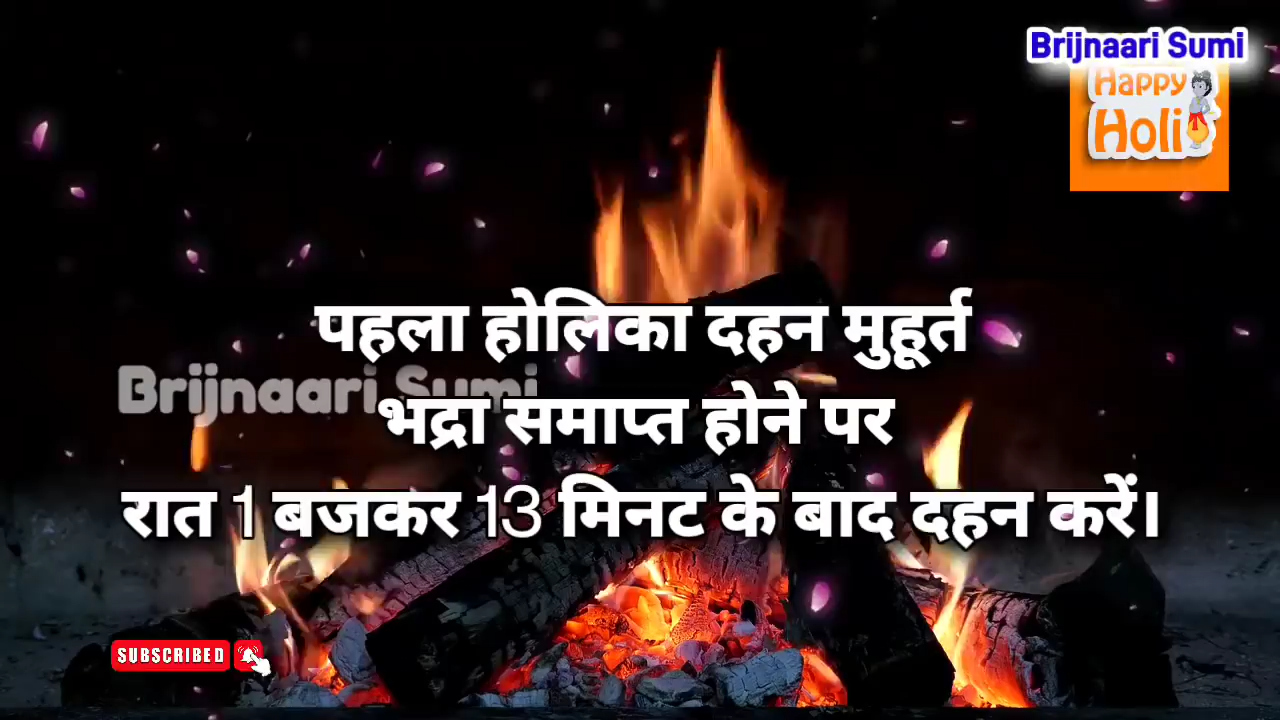 Brijnaari Sumi
Happy
Holi
पहला होलिका दहन मुहूर्त
Brijnaari Sumi
भद्रा समाप्त होने पर
रात 1 बजकर 13 मिनट के बाद दहन करें।
SUBSCRIBED